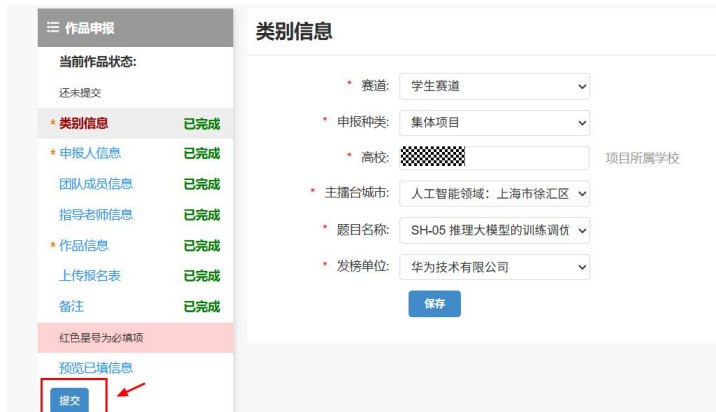 作品申报
当前作品状态:
还未提交
* 类别信息 已完成
* 申报人信息 已完成
团队成员信息 已完成
指导老师信息 已完成
* 作品信息 已完成
上传报名表 已完成
备注 已完成
红色星号为必填项
预览已填信息
提交
类别信息
* 赛道: 学生赛道
* 申报种类: 集体项目
* 高校: 项目所属学校
* 主擂台城市: 人工智能领域：上海市徐汇区
* 题目名称: SH-05 推理大模型的训练调优
* 发榜单位: 华为技术有限公司
保存